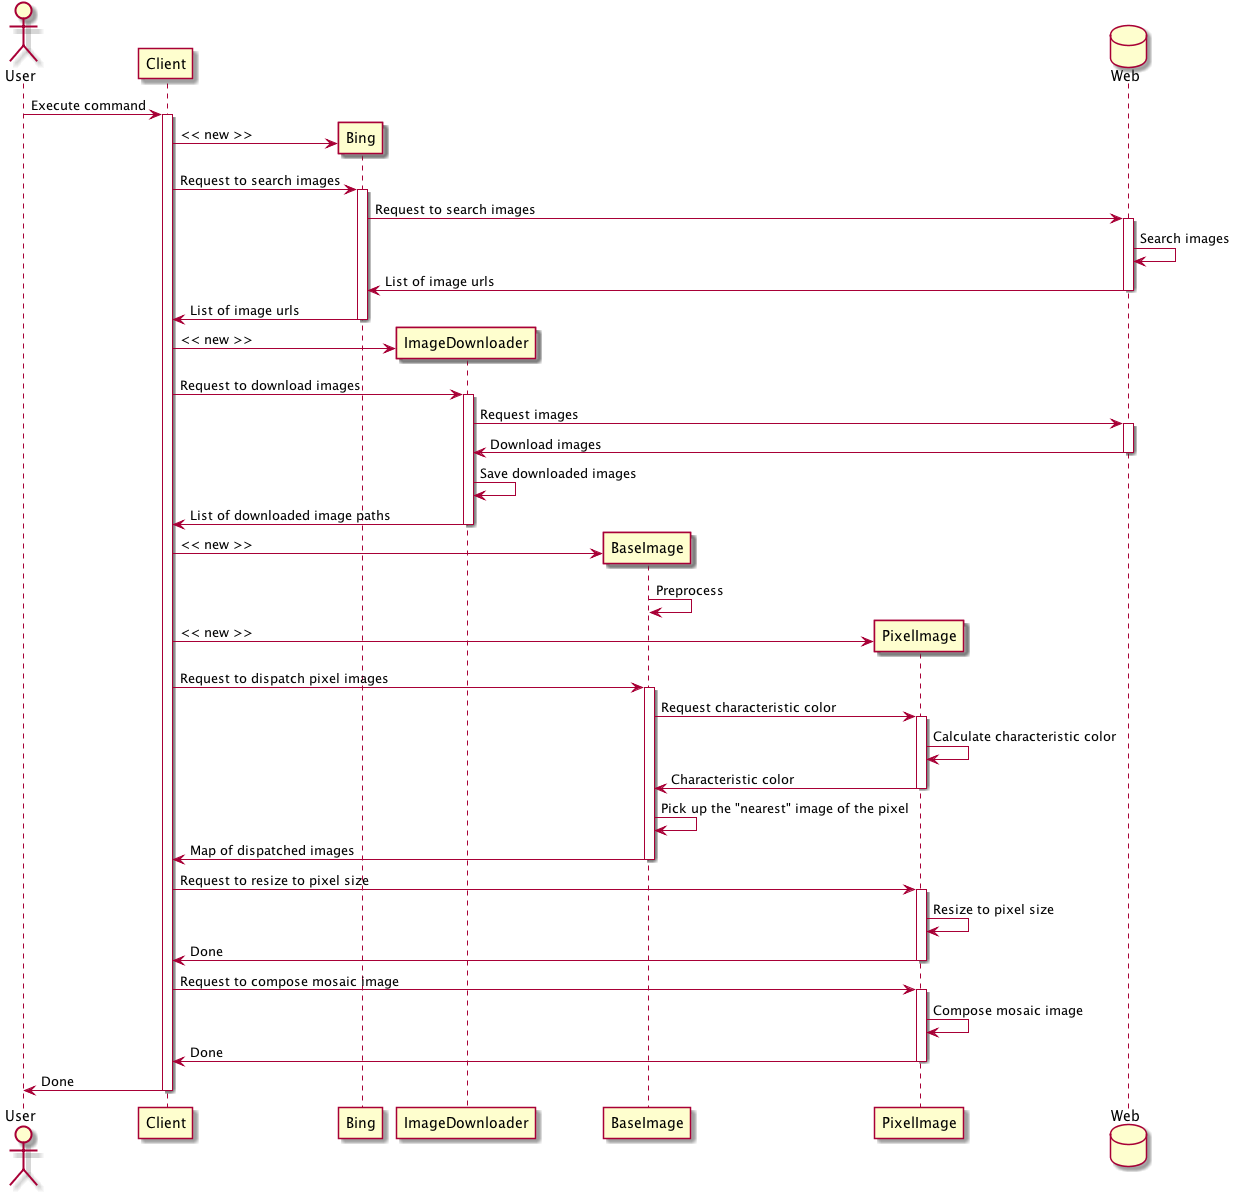 User
Client
Web
Execute command
<< new >>
Bing
Request to search images
Request to search images
Search images
List of image urls
List of image urls
<< new >>
ImageDownloader
Request to download images
Request images
Download images
Save downloaded images
List of downloaded image paths
<< new >>
BaseImage
Preprocess
<< new >>
PixelImage
Request to dispatch pixel images
Request characteristic color
Calculate characteristic color
Characteristic color
Pick up the "nearest" image of the pixel
Map of dispatched images
Request to resize to pixel size
Resize to pixel size
Done
Request to compose mosaic image
Compose mosaic image
Done
Done
User
Client
Bing
ImageDownloader
BaseImage
PixelImage
Web